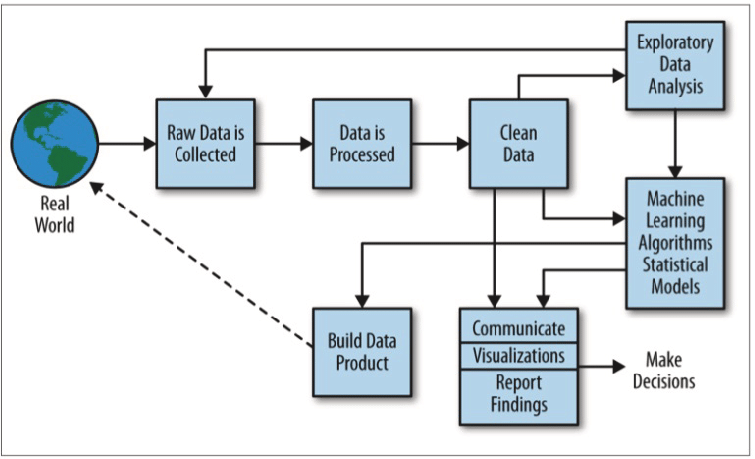 Exploratory
Data
Analysis
Raw Data is
Collected
Data is
Processed
Clean
Data
Real
World
Machine
Learning
Algorithms
Statistical
Models
Build Data
Product
Communicate
Visualizations
Report
Findings
Make
Decisions